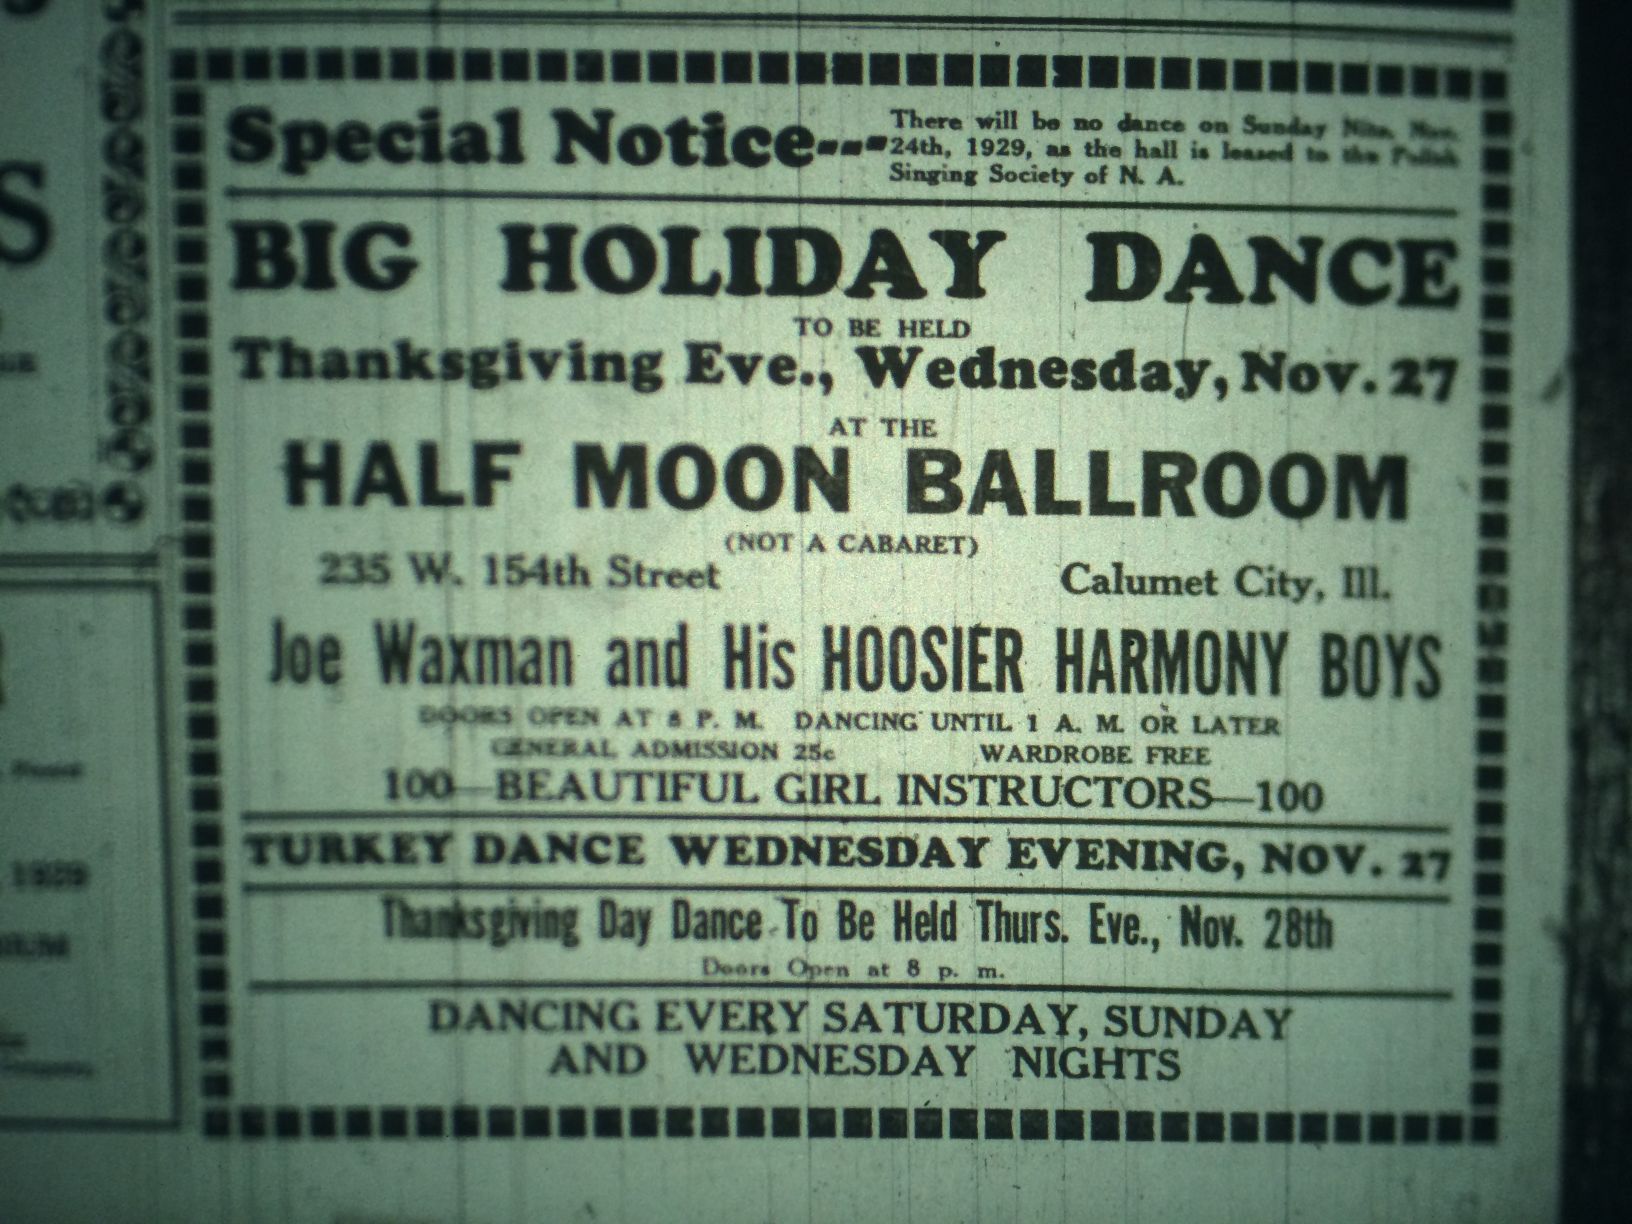 Special Notice---
There will be no dance on Sunday Nite, Nov.
24th, 1929, as the hall is leased to the Polish
Singing Society of N. A.
BIG HOLIDAY DANCE
TO BE HELD
Thanksgiving Eve., Wednesday, Nov. 27
AT THE
HALF MOON BALLROOM
(NOT A CABARET)
235 W. 154th Street Calumet City, Ill.
Joe Waxman and His HOOSIER HARMONY BOYS
DOORS OPEN AT 8 P. M. DANCING UNTIL 1 A. M. OR LATER
GENERAL ADMISSION 25c WARDROBE FREE
100—BEAUTIFUL GIRL INSTRUCTORS—100
TURKEY DANCE WEDNESDAY EVENING, NOV. 27
Thanksgiving Day Dance To Be Held Thurs. Eve., Nov. 28th
Doors Open at 8 p. m.
DANCING EVERY SATURDAY, SUNDAY
AND WEDNESDAY NIGHTS
S
1929